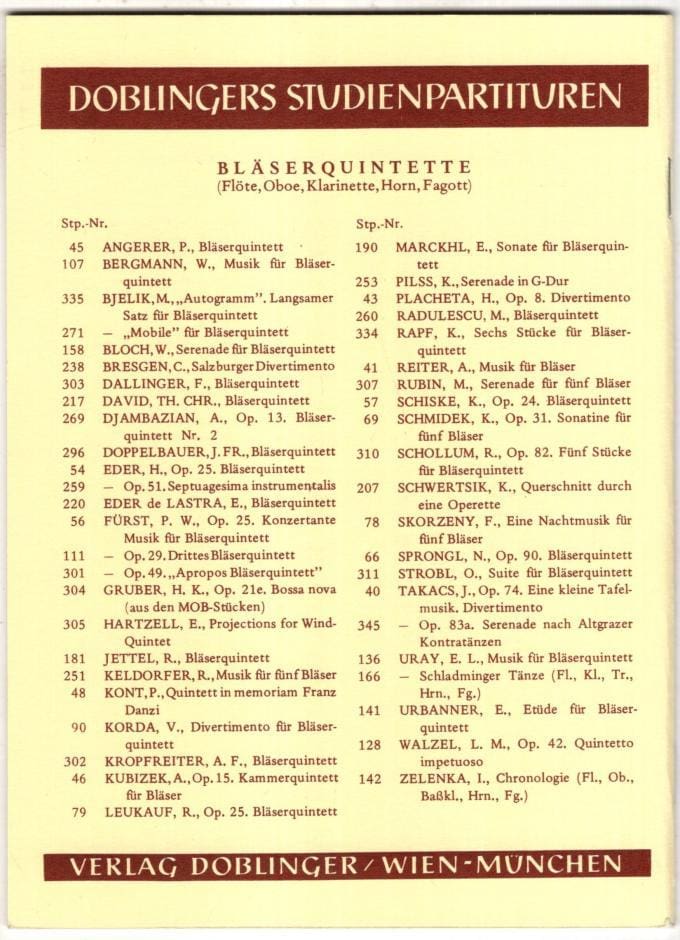 DOBLINGERS STUDIENPARTITUREN
BLÄSERQUINTETTE
(Flöte, Oboe, Klarinette, Horn, Fagott)
Stp.-Nr.
45 ANGERER, P., Bläserquintett
107 BERGMANN, W., Musik für Bläser-
quintett
335 BJELIK, M., „Autogramm". Langsamer
Satz für Bläserquintett
271 — „Mobile" für Bläserquintett
158 BLOCH, W., Serenade für Bläserquintett
238 BRESGEN, C., Salzburger Divertimento
303 DALLINGER, F., Bläserquintett
217 DAVID, TH. CHR., Bläserquintett
269 DJAMBAZIAN, A., Op. 13. Bläser-
quintett Nr. 2
296 DOPPELBAUER, J. FR., Bläserquintett
54 EDER, H., Op. 25. Bläserquintett
259 — Op. 51. Septuagesima instrumentalis
220 EDER de LASTRA, E., Bläserquintett
56 FÜRST, P. W., Op. 25. Konzertante
Musik für Bläserquintett
111 — Op. 29. Drittes Bläserquintett
301 — Op. 49. „Apropos Bläserquintett"
304 GRUBER, H. K., Op. 21e. Bossa nova
(aus den MOB-Stücken)
305 HARTZELL, E., Projections for Wind-
Quintet
181 JETTEL, R., Bläserquintett
251 KELDORFER, R., Musik für fünf Bläser
48 KONT, P., Quintett in memoriam Franz
Danzi
90 KORDA, V., Divertimento für Bläser-
quintett
302 KROPFREITER, A. F., Bläserquintett
46 KUBIZEK, A., Op. 15. Kammerquintett
für Bläser
79 LEUKAUF, R., Op. 25. Bläserquintett
Stp.-Nr.
190 MARCKHL, E., Sonate für Bläserquin-
tett
253 PILSS, K., Serenade in G-Dur
43 PLACHETA, H., Op. 8. Divertimento
260 RADULESCU, M., Bläserquintett
334 RAPF, K., Sechs Stücke für Bläser-
quintett
41 REITER, A., Musik für Bläser
307 RUBIN, M., Serenade für fünf Bläser
57 SCHISKE, K., Op. 24. Bläserquintett
69 SCHMIDEK, K., Op. 31. Sonatine für
fünf Bläser
310 SCHOLLUM, R., Op. 82. Fünf Stücke
für Bläserquintett
207 SCHWERTSIK, K., Querschnitt durch
eine Operette
78 SKORZENY, F., Eine Nachtmusik für
fünf Bläser
66 SPRONGL, N., Op. 90. Bläserquintett
311 STROBL, O., Suite für Bläserquintett
40 TAKACS, J., Op. 74. Eine kleine Tafel-
musik. Divertimento
345 — Op. 83a. Serenade nach Altgrazer
Kontratänzen
136 URAY, E. L., Musik für Bläserquintett
166 — Schladminger Tänze (Fl., Kl., Tr.,
Hrn., Fg.)
141 URBANNER, E., Etüde für Bläser-
quintett
128 WALZEL, L. M., Op. 42. Quintetto
impetuoso
142 ZELENKA, I., Chronologie (Fl., Ob.,
Baßkl., Hrn., Fg.)
VERLAG DOBLINGER / WIEN-MÜNCHEN